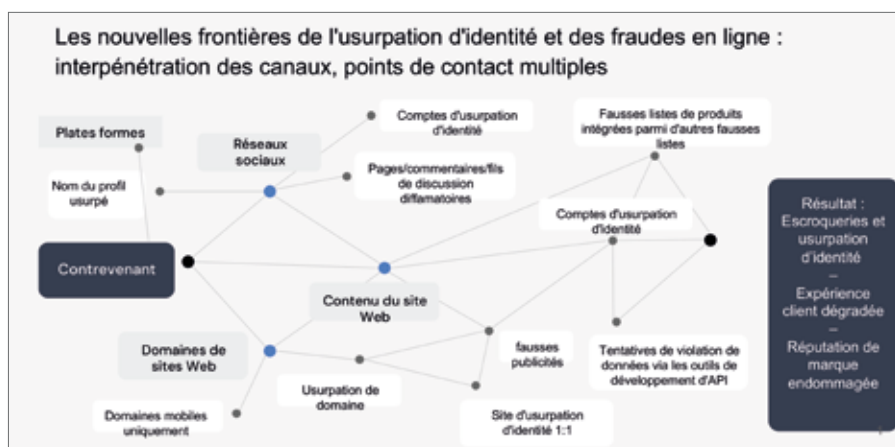 Les nouvelles frontières de l'usurpation d'identité et des fraudes en ligne :
interpénétration des canaux, points de contact multiples
Plates formes
Réseaux
sociaux
Comptes d'usurpation
d'identité
Fausses listes de produits
intégrées parmi d'autres fausses
listes
Nom du profil
usurpé
Pages/commentaires/fils
de discussion
diffamatoires
Comptes d'usurpation
d'identité
Contrevenant
Contenu du site
Web
Domaines de
sites Web
fausses
publicités
Tentatives de violation de
données via les outils de
développement d'API
Usurpation de
domaine
Domaines mobiles
uniquement
Site d'usurpation
d'identité 1:1
Résultat :
Escroqueries et
usurpation
d'identité
–
Expérience
client dégradée
–
Réputation de
marque
endommagée